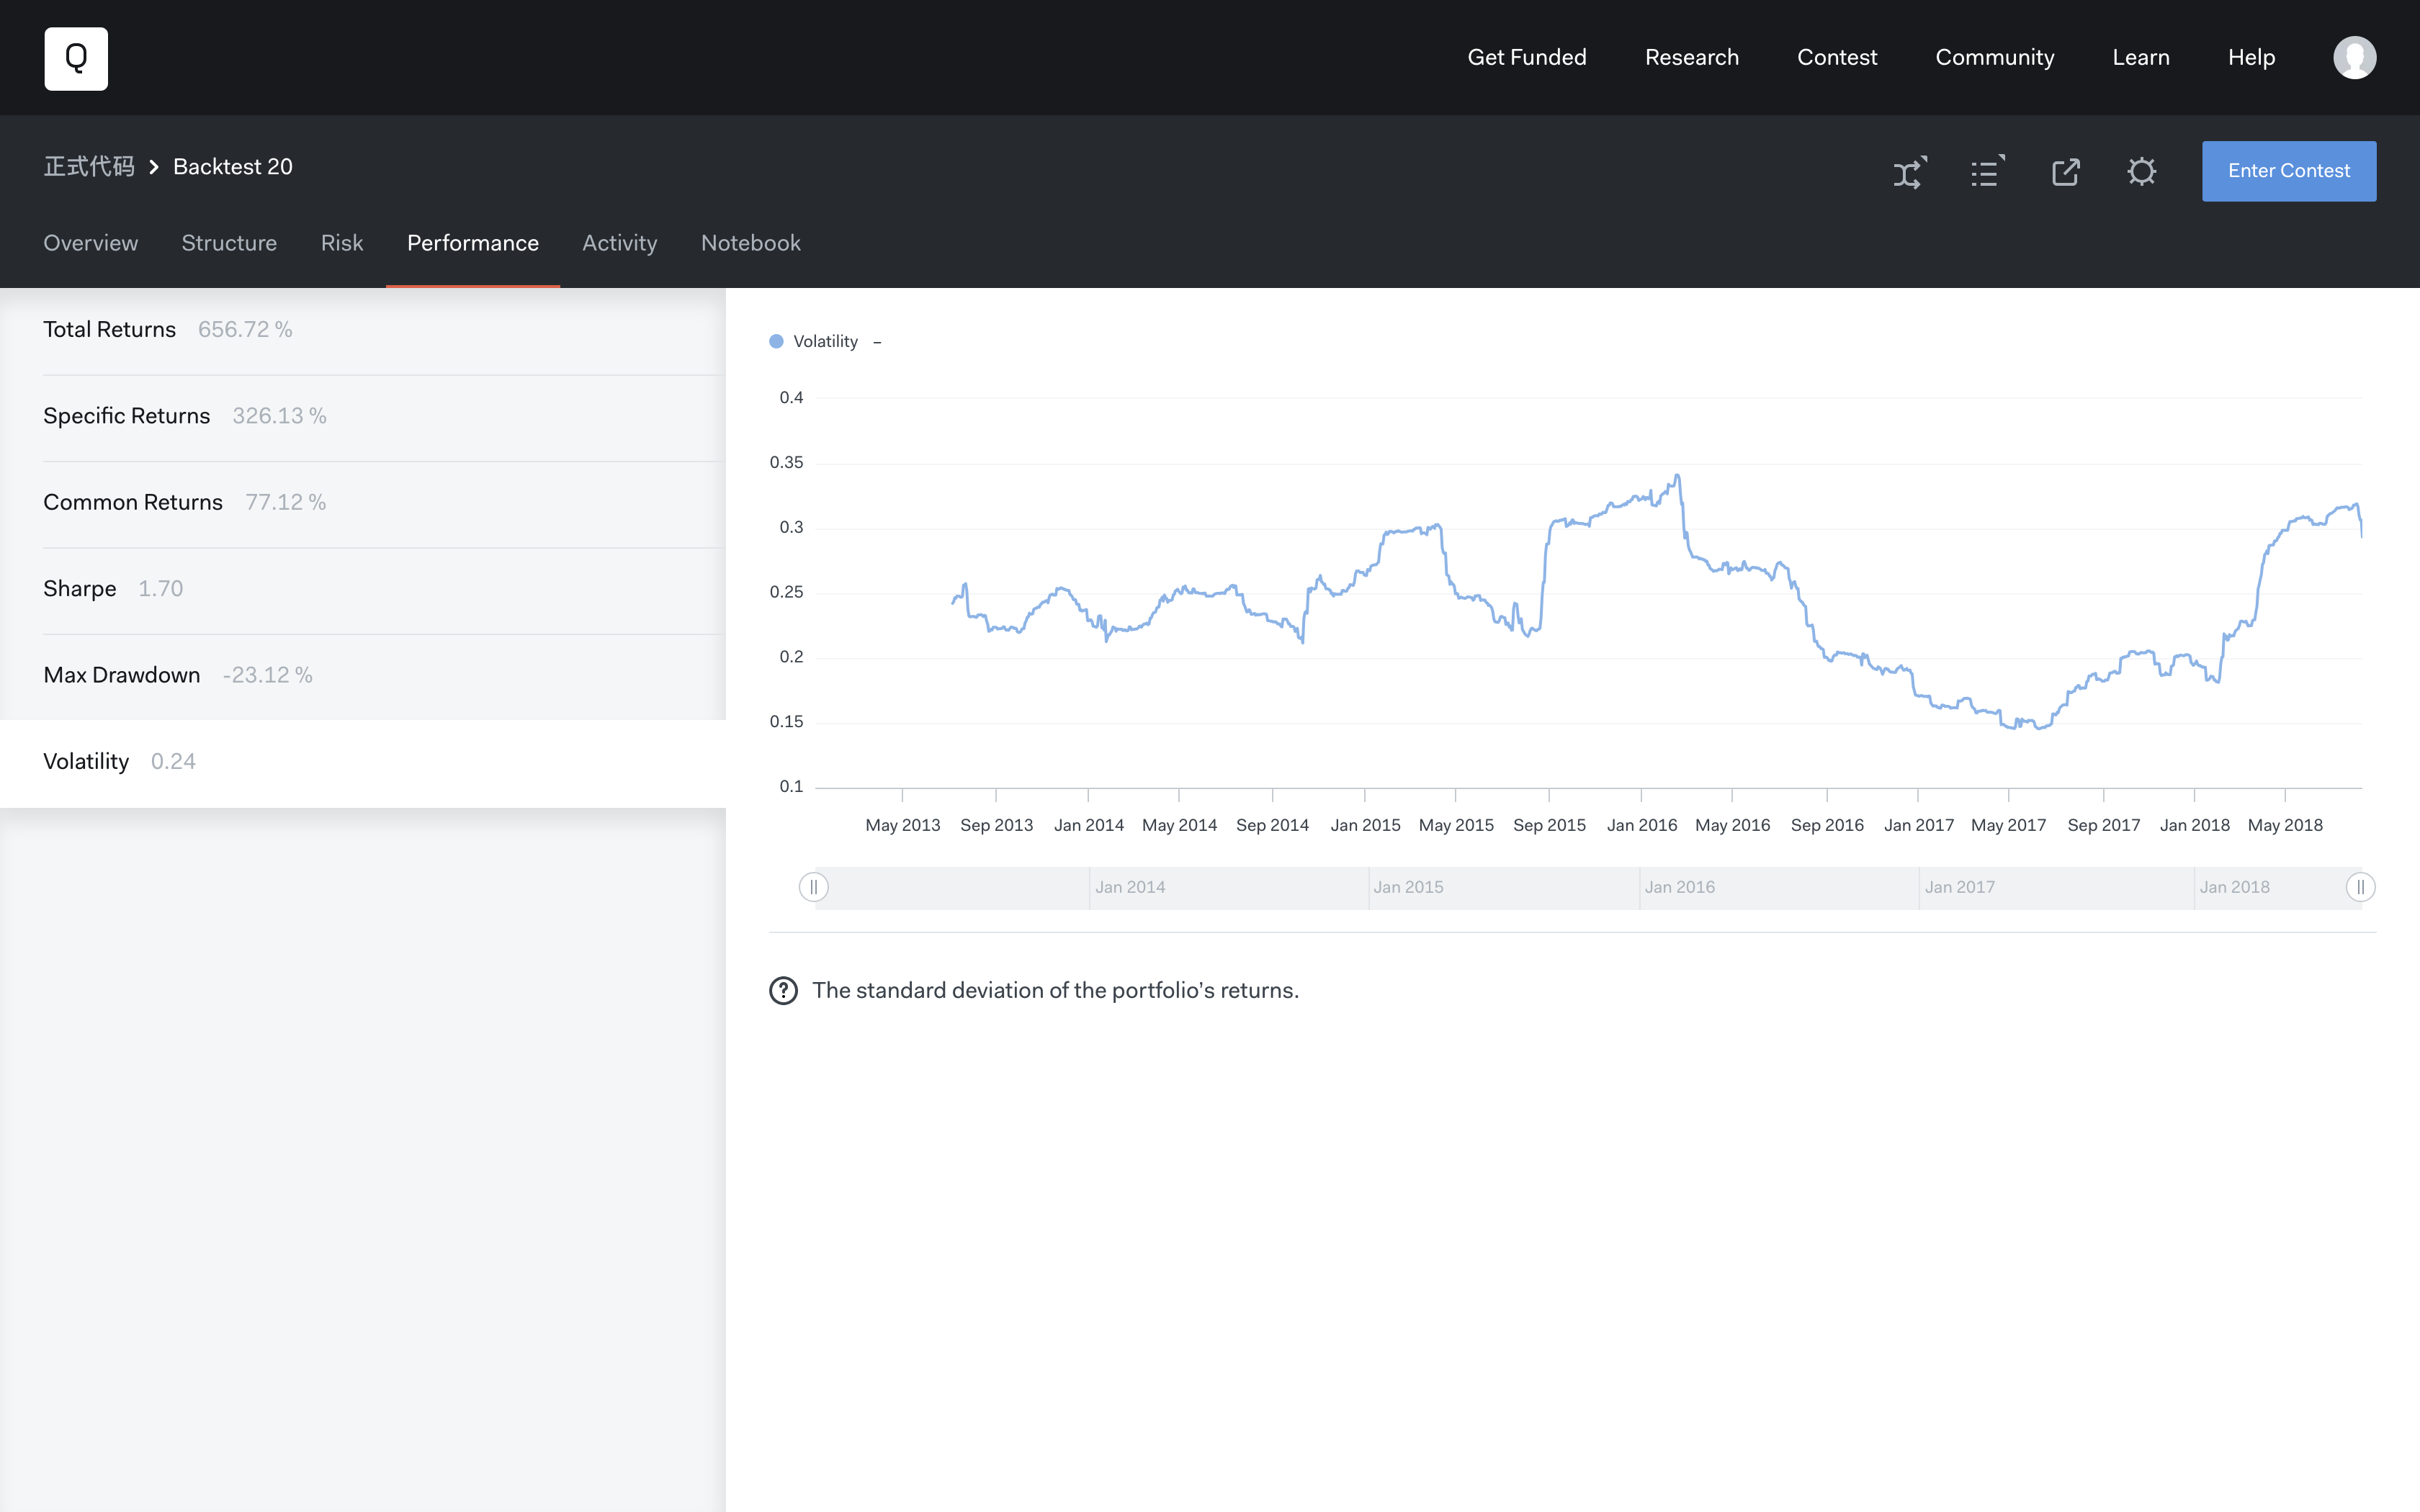 Q
Get Funded Research Contest Community Learn Help
正式代码 Backtest 20
Enter Contest
Overview Structure Risk Performance Activity Notebook
Total Returns 656.72 %
Specific Returns 326.13 %
Common Returns 77.12 %
Sharpe 1.70
Max Drawdown -23.12 %
Volatility 0.24
Volatility –
0.4
0.35
0.3
0.25
0.2
0.15
0.1
May 2013 Sep 2013 Jan 2014 May 2014 Sep 2014 Jan 2015 May 2015 Sep 2015 Jan 2016 May 2016 Sep 2016 Jan 2017 May 2017 Sep 2017 Jan 2018 May 2018
Jan 2014 Jan 2015 Jan 2016 Jan 2017 Jan 2018
? The standard deviation of the portfolio’s returns.